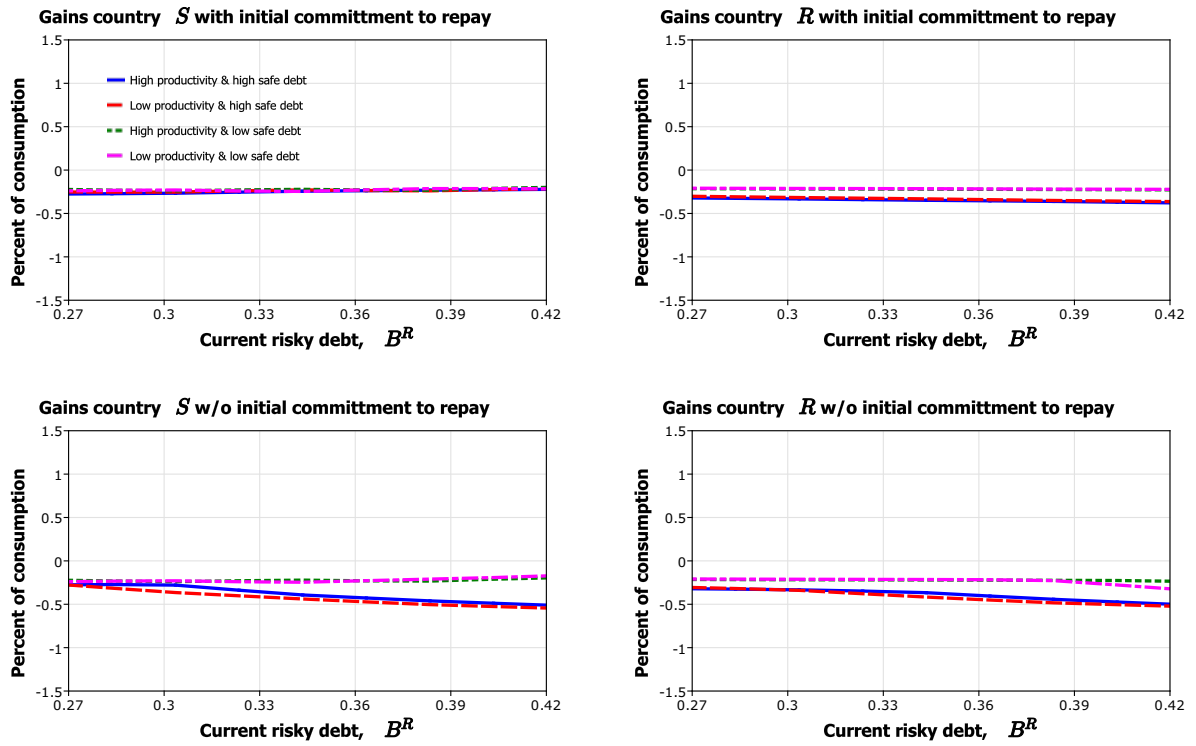 Gains country S with initial committment to repay
Percent of consumption
1.5
1
0.5
0
-0.5
-1
-1.5
High productivity & high safe debt
Low productivity & high safe debt
High productivity & low safe debt
Low productivity & low safe debt
0.27 0.3 0.33 0.36 0.39 0.42
Current risky debt, B^R
Gains country R with initial committment to repay
Percent of consumption
1.5
1
0.5
0
-0.5
-1
-1.5
0.27 0.3 0.33 0.36 0.39 0.42
Current risky debt, B^R
Gains country S w/o initial committment to repay
Percent of consumption
1.5
1
0.5
0
-0.5
-1
-1.5
0.27 0.3 0.33 0.36 0.39 0.42
Current risky debt, B^R
Gains country R w/o initial committment to repay
Percent of consumption
1.5
1
0.5
0
-0.5
-1
-1.5
0.27 0.3 0.33 0.36 0.39 0.42
Current risky debt, B^R